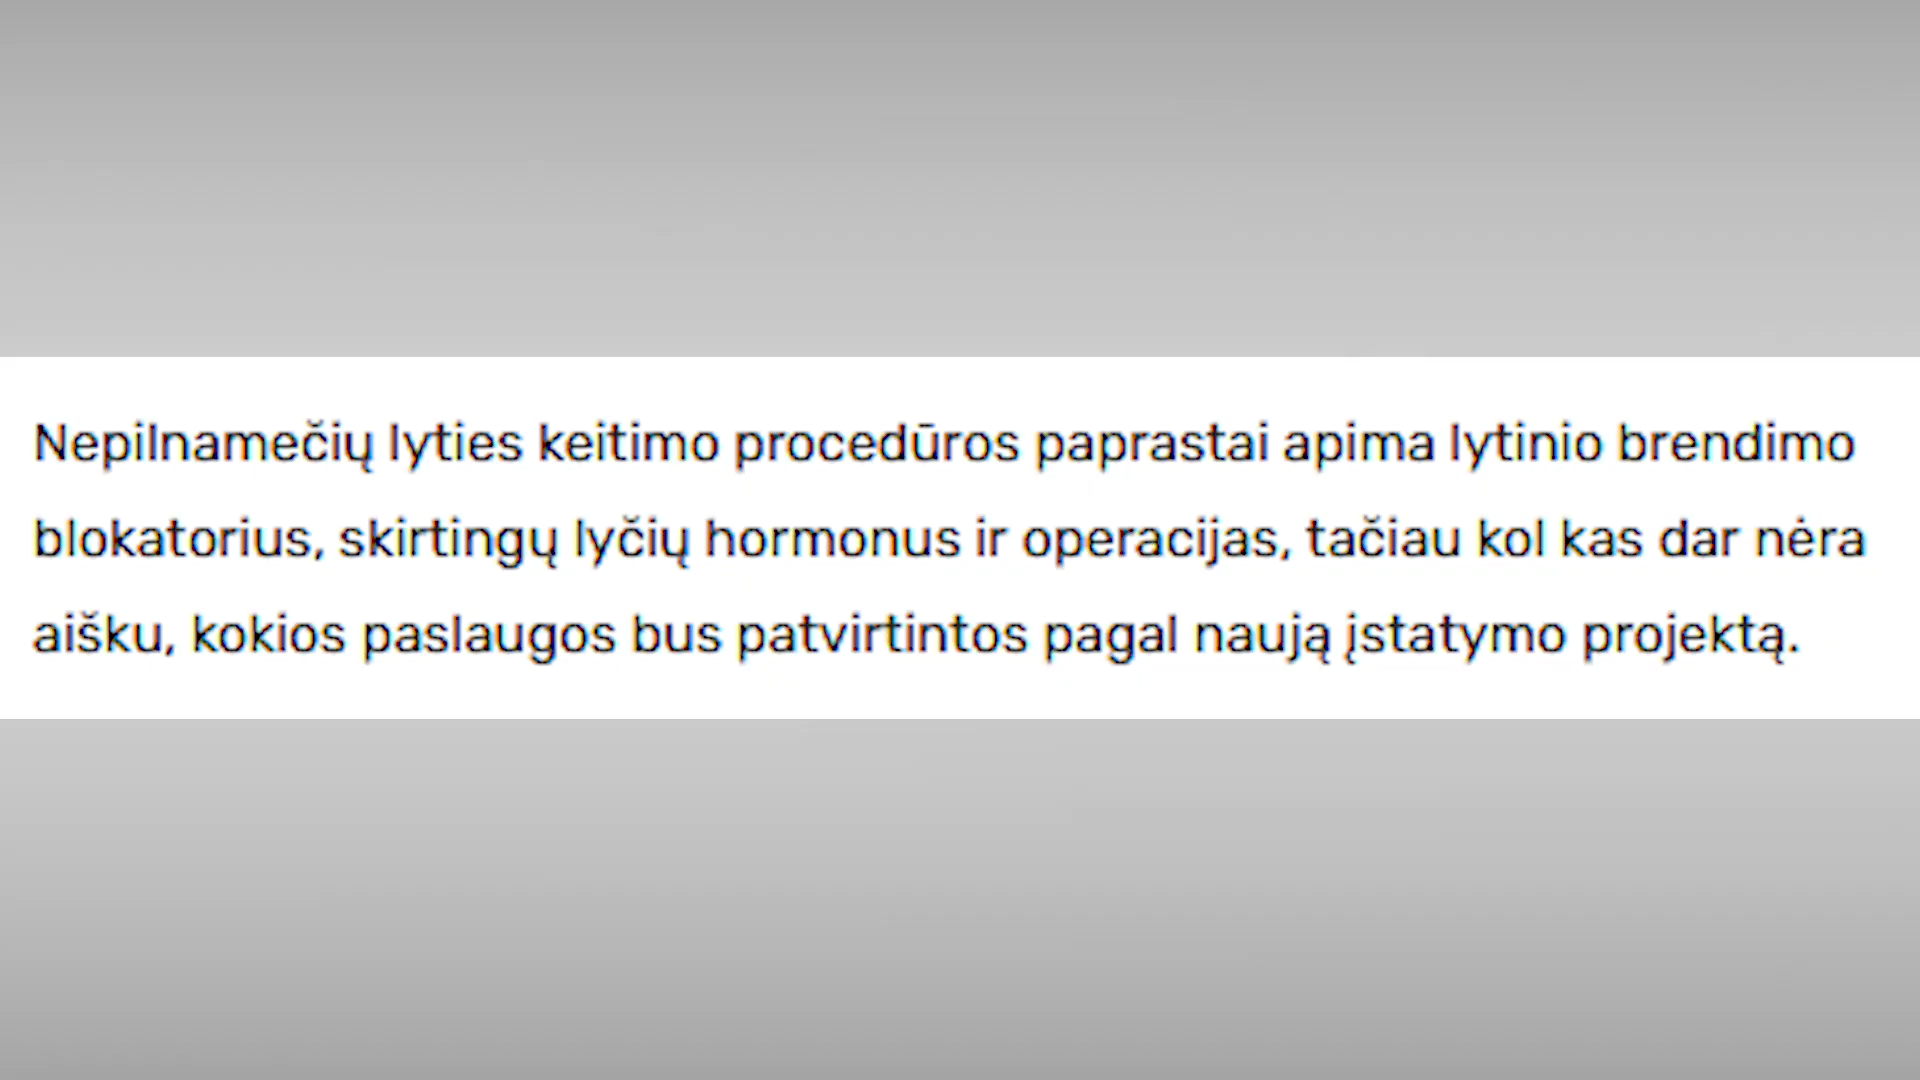 Nepilnamečių lyties keitimo procedūros paprastai apima lytinio brendimo
blokatorius, skirtingų lyčių hormonus ir operacijas, tačiau kol kas dar nėra
aišku, kokios paslaugos bus patvirtintos pagal naują įstatymo projektą.